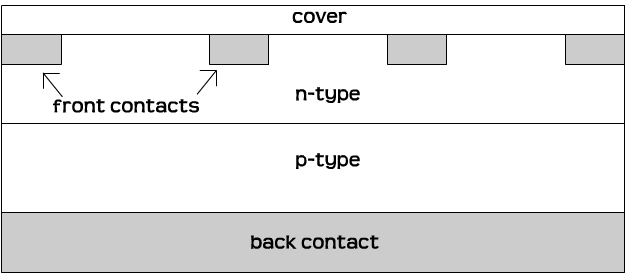 cover
n-type
front contacts
p-type
back contact